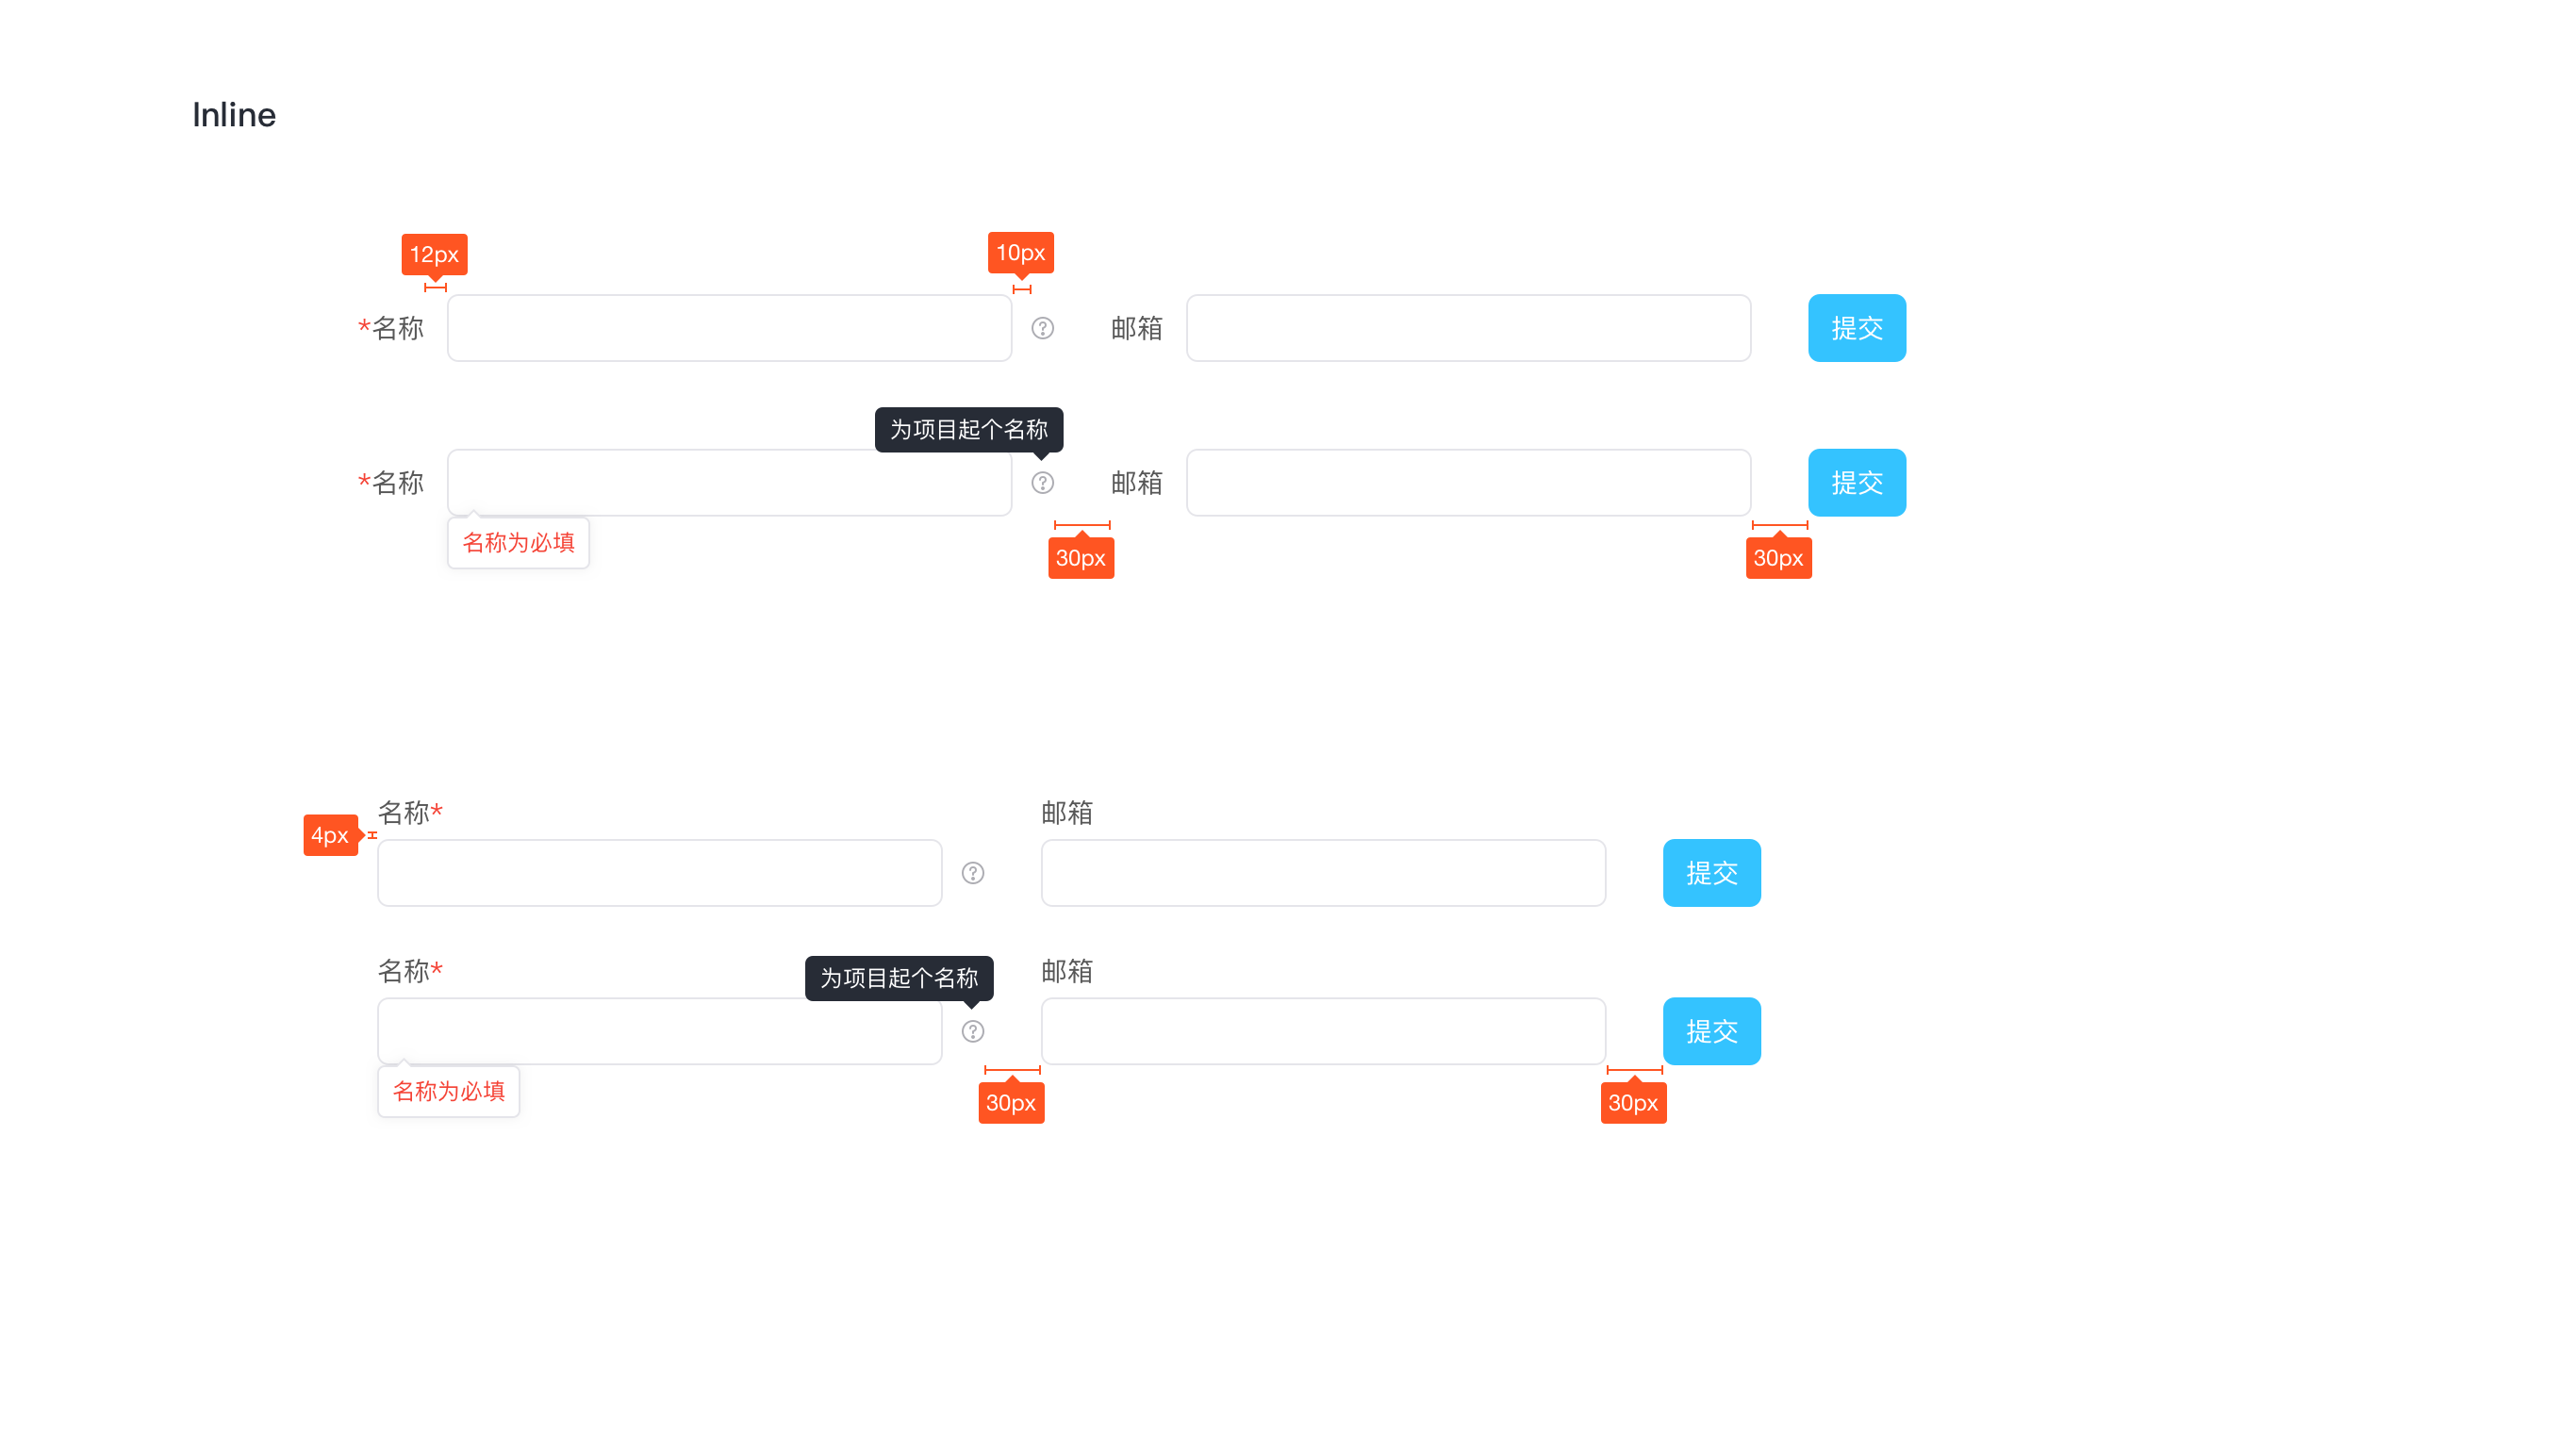 Inline
12px
10px
*名称
邮箱
提交
为项目起个名称
*名称
邮箱
提交
名称为必填
30px
30px
名称*
邮箱
4px
提交
名称*
为项目起个名称
邮箱
提交
名称为必填
30px
30px